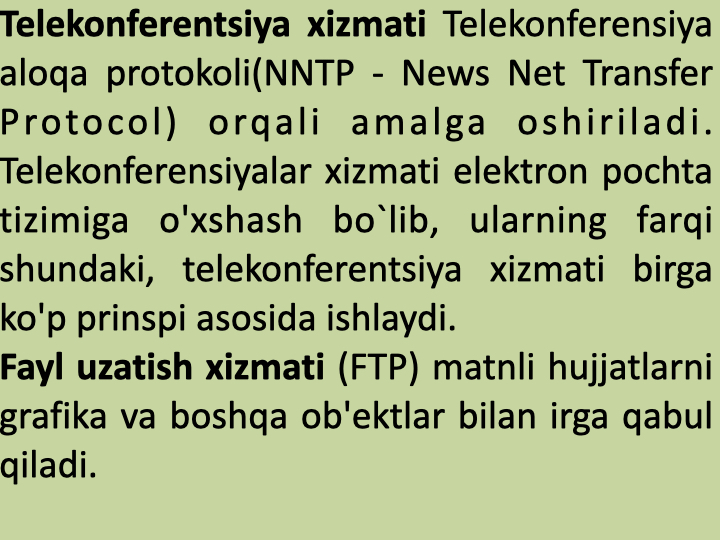 Telekonferentsiya xizmati Telekonferensiya
aloqa protokoli(NNTP - News Net Transfer
Protocol) orqali amalga oshiriladi.
Telekonferensiyalar xizmati elektron pochta
tizimiga o'xshash bo`lib, ularning farqi
shundaki, telekonferentsiya xizmati birga
ko'p prinspi asosida ishlaydi.
Fayl uzatish xizmati (FTP) matnli hujjatlarni
grafika va boshqa ob'ektlar bilan irga qabul
qiladi.